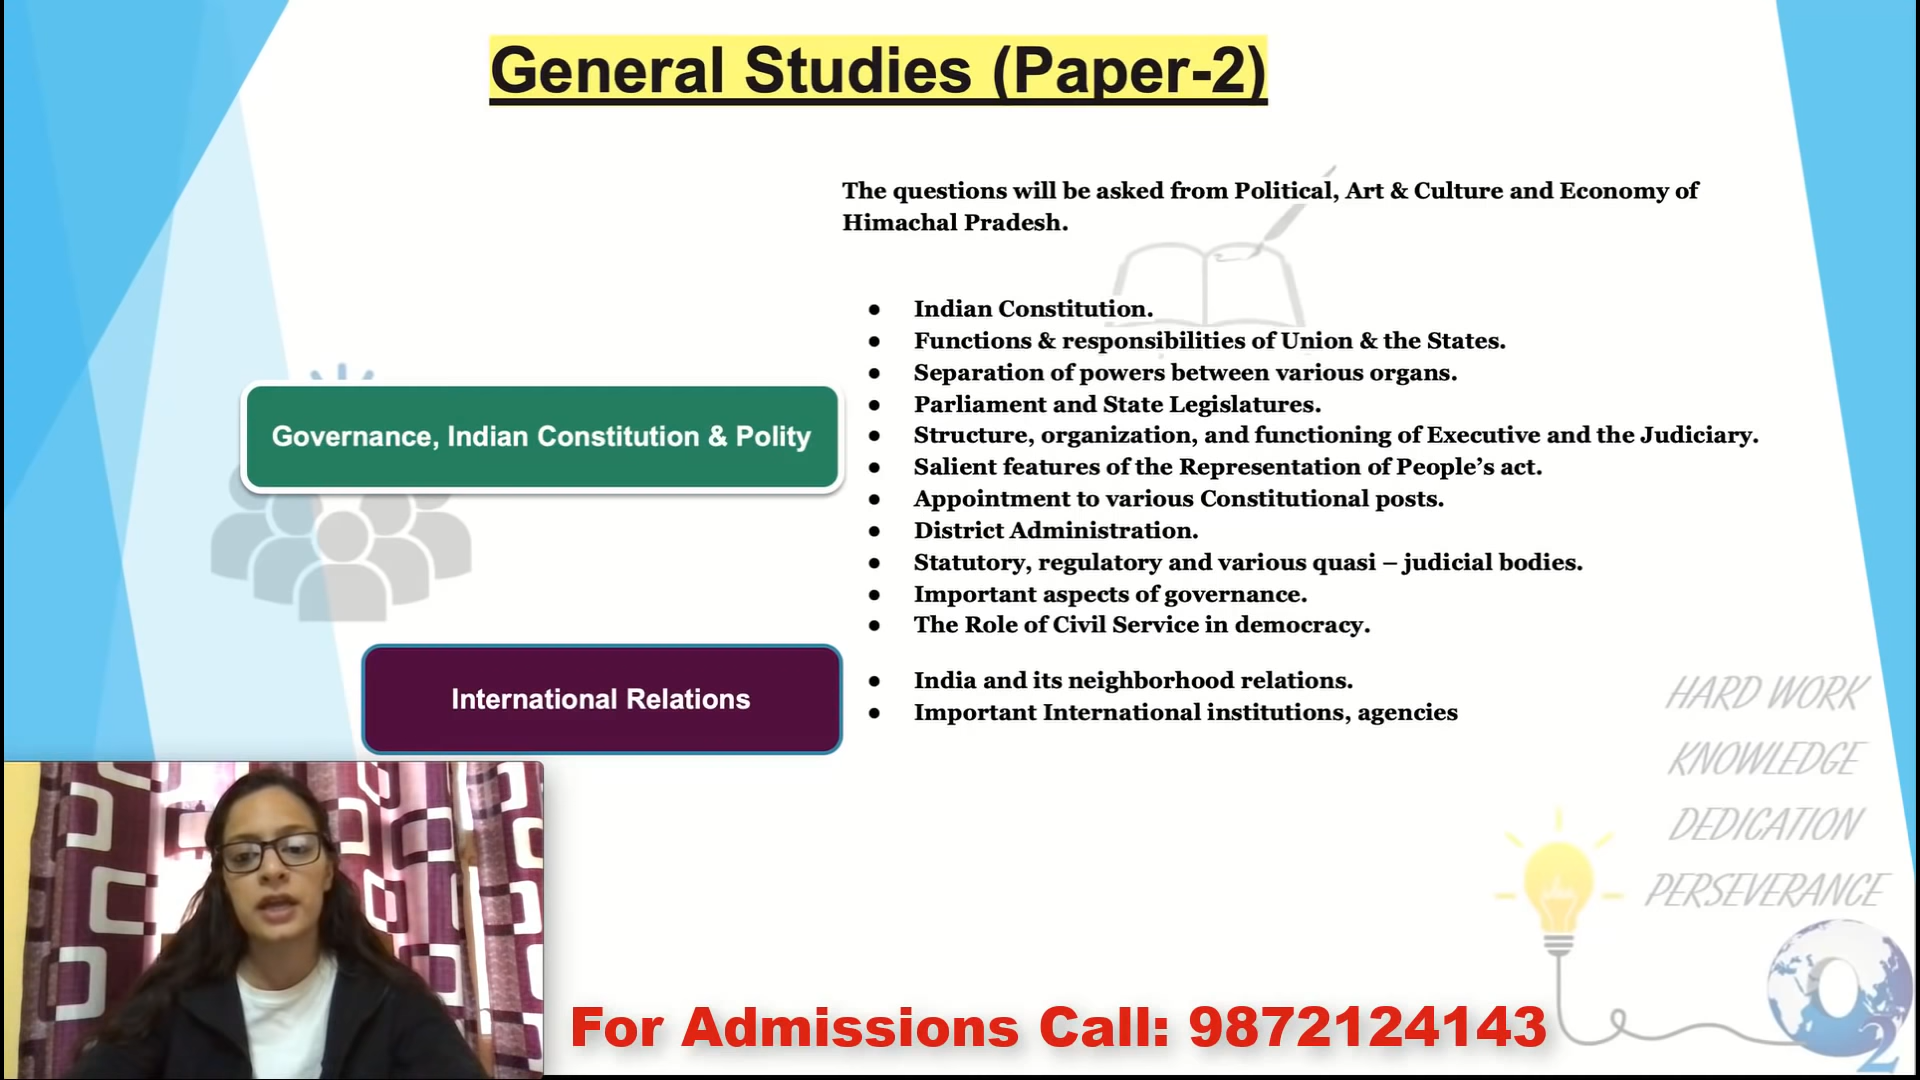 General Studies (Paper-2)
The questions will be asked from Political, Art & Culture and Economy of
Himachal Pradesh.
Governance, Indian Constitution & Polity
● Indian Constitution.
● Functions & responsibilities of Union & the States.
● Separation of powers between various organs.
● Parliament and State Legislatures.
● Structure, organization, and functioning of Executive and the Judiciary.
● Salient features of the Representation of People’s act.
● Appointment to various Constitutional posts.
● District Administration.
● Statutory, regulatory and various quasi – judicial bodies.
● Important aspects of governance.
● The Role of Civil Service in democracy.
International Relations
● India and its neighborhood relations.
● Important International institutions, agencies
HARD WORK
KNOWLEDGE
DEDICATION
PERSEVERANCE
O2
For Admissions Call: 9872124143